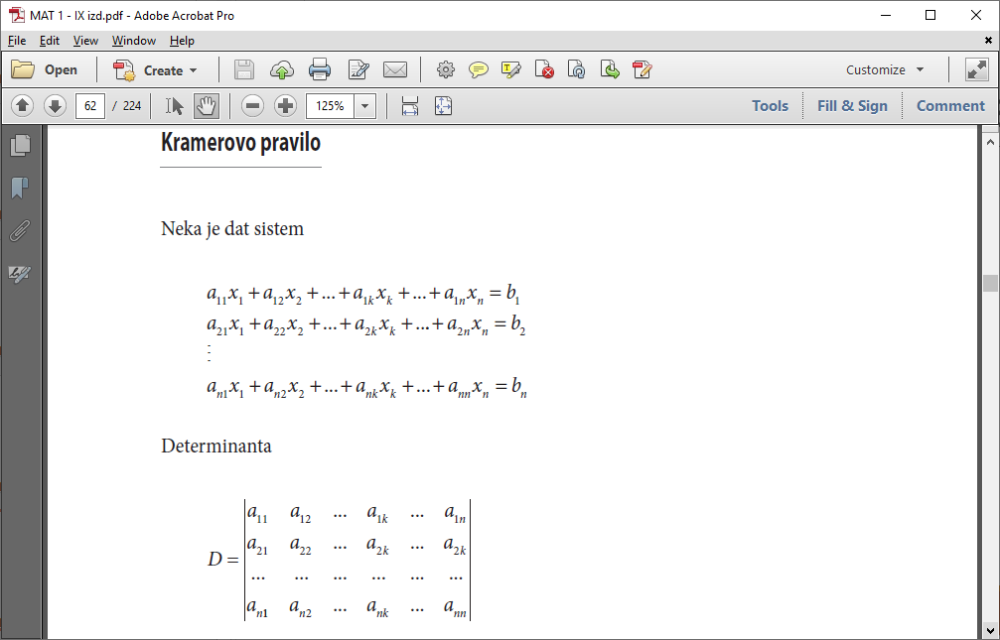 MAT 1 - IX izd.pdf - Adobe Acrobat Pro
File Edit View Window Help
Open Create Customize
62 / 224 125% Tools Fill & Sign Comment
Kramerovo pravilo
Neka je dat sistem
a₁₁x₁ + a₁₂x₂ + ... + a₁ₖxₖ + ... + a₁ₙxₙ = b₁
a₂₁x₁ + a₂₂x₂ + ... + a₂ₖxₖ + ... + a₂ₙxₙ = b₂
⋮
aₙ₁x₁ + aₙ₂x₂ + ... + aₙₖxₖ + ... + aₙₙxₙ = bₙ
Determinanta
a₁₁ a₁₂ ... a₁ₖ ... a₁ₙ
a₂₁ a₂₂ ... a₂ₖ ... a₂ₖ
D =
... ... ... ... ... ...
aₙ₁ aₙ₂ ... aₙₖ ... aₙₙ